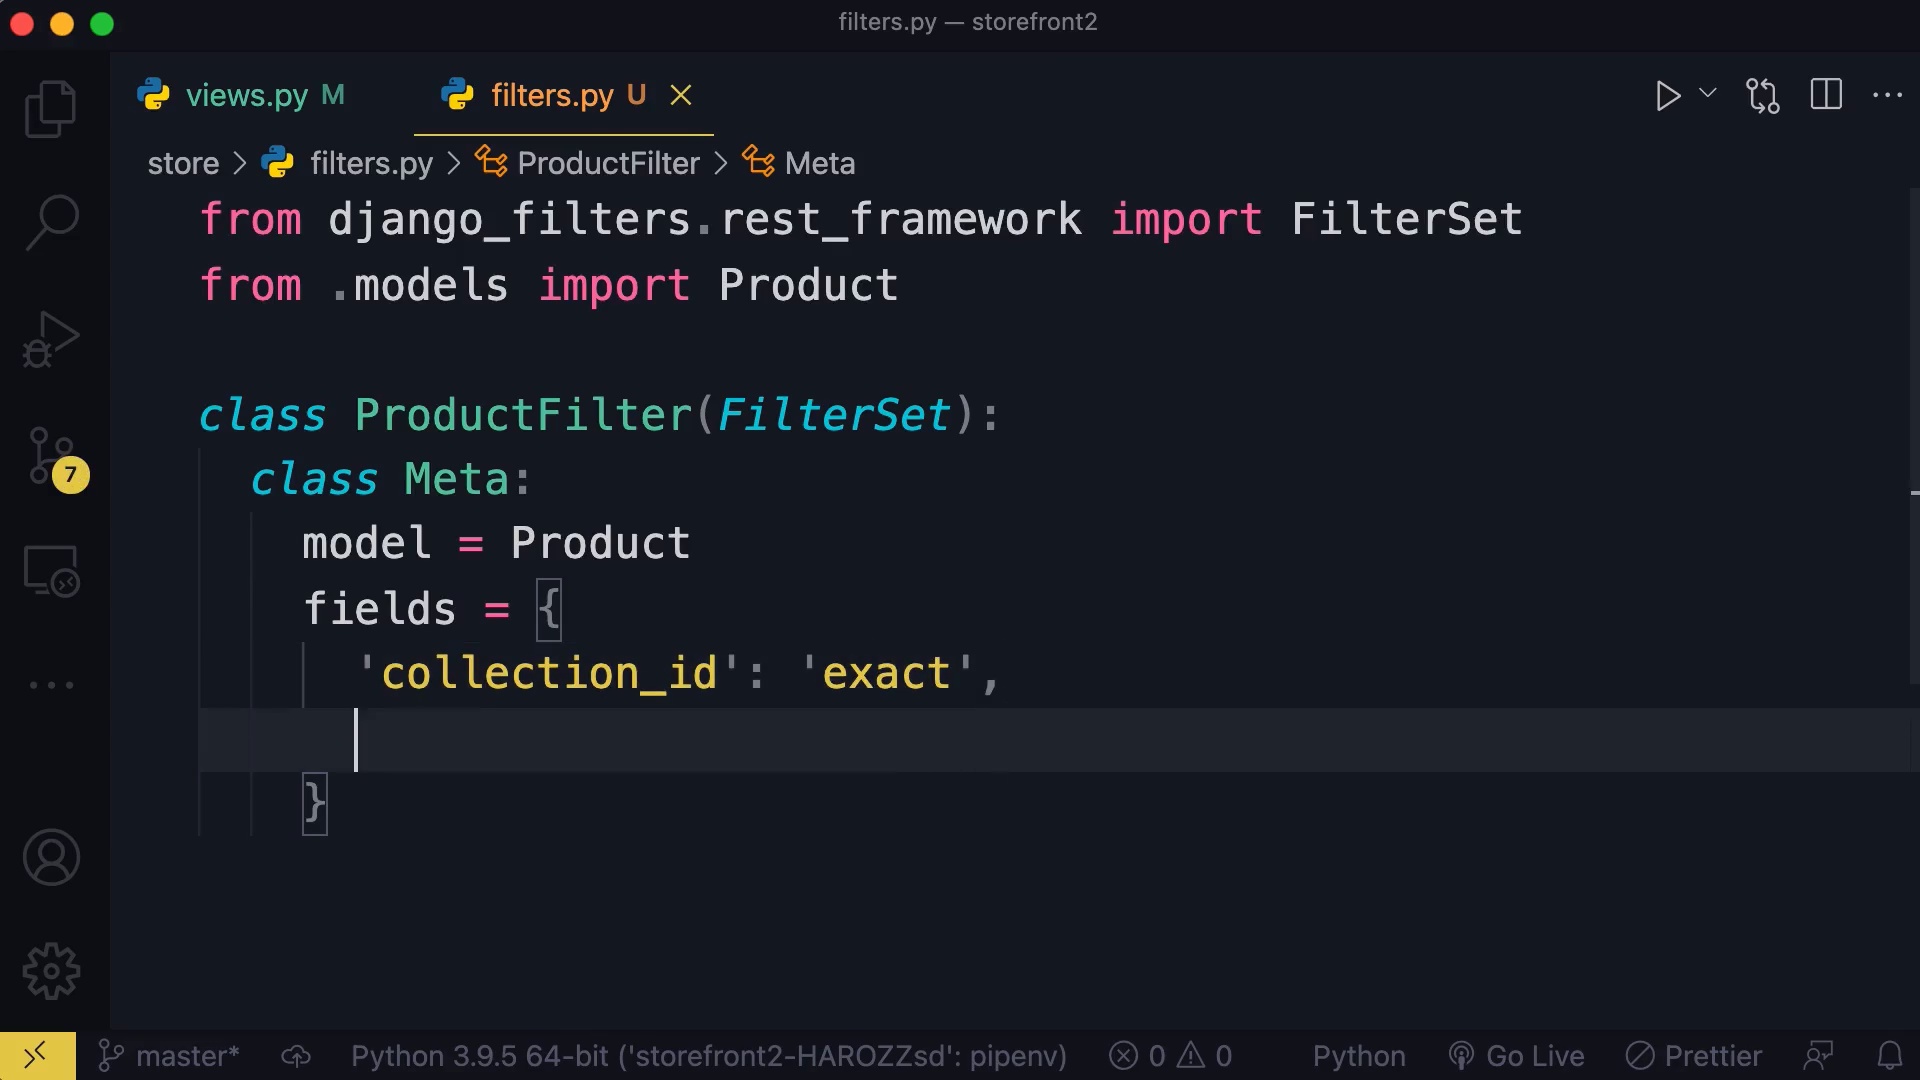 filters.py — storefront2
views.py M filters.py U
store > filters.py > ProductFilter > Meta
from django_filters.rest_framework import FilterSet
from .models import Product
class ProductFilter(FilterSet):
class Meta:
model = Product
fields = {
'collection_id': 'exact',
}
7
master* Python 3.9.5 64-bit ('storefront2-HAROZZsd': pipenv) 0 0 Python Go Live Prettier